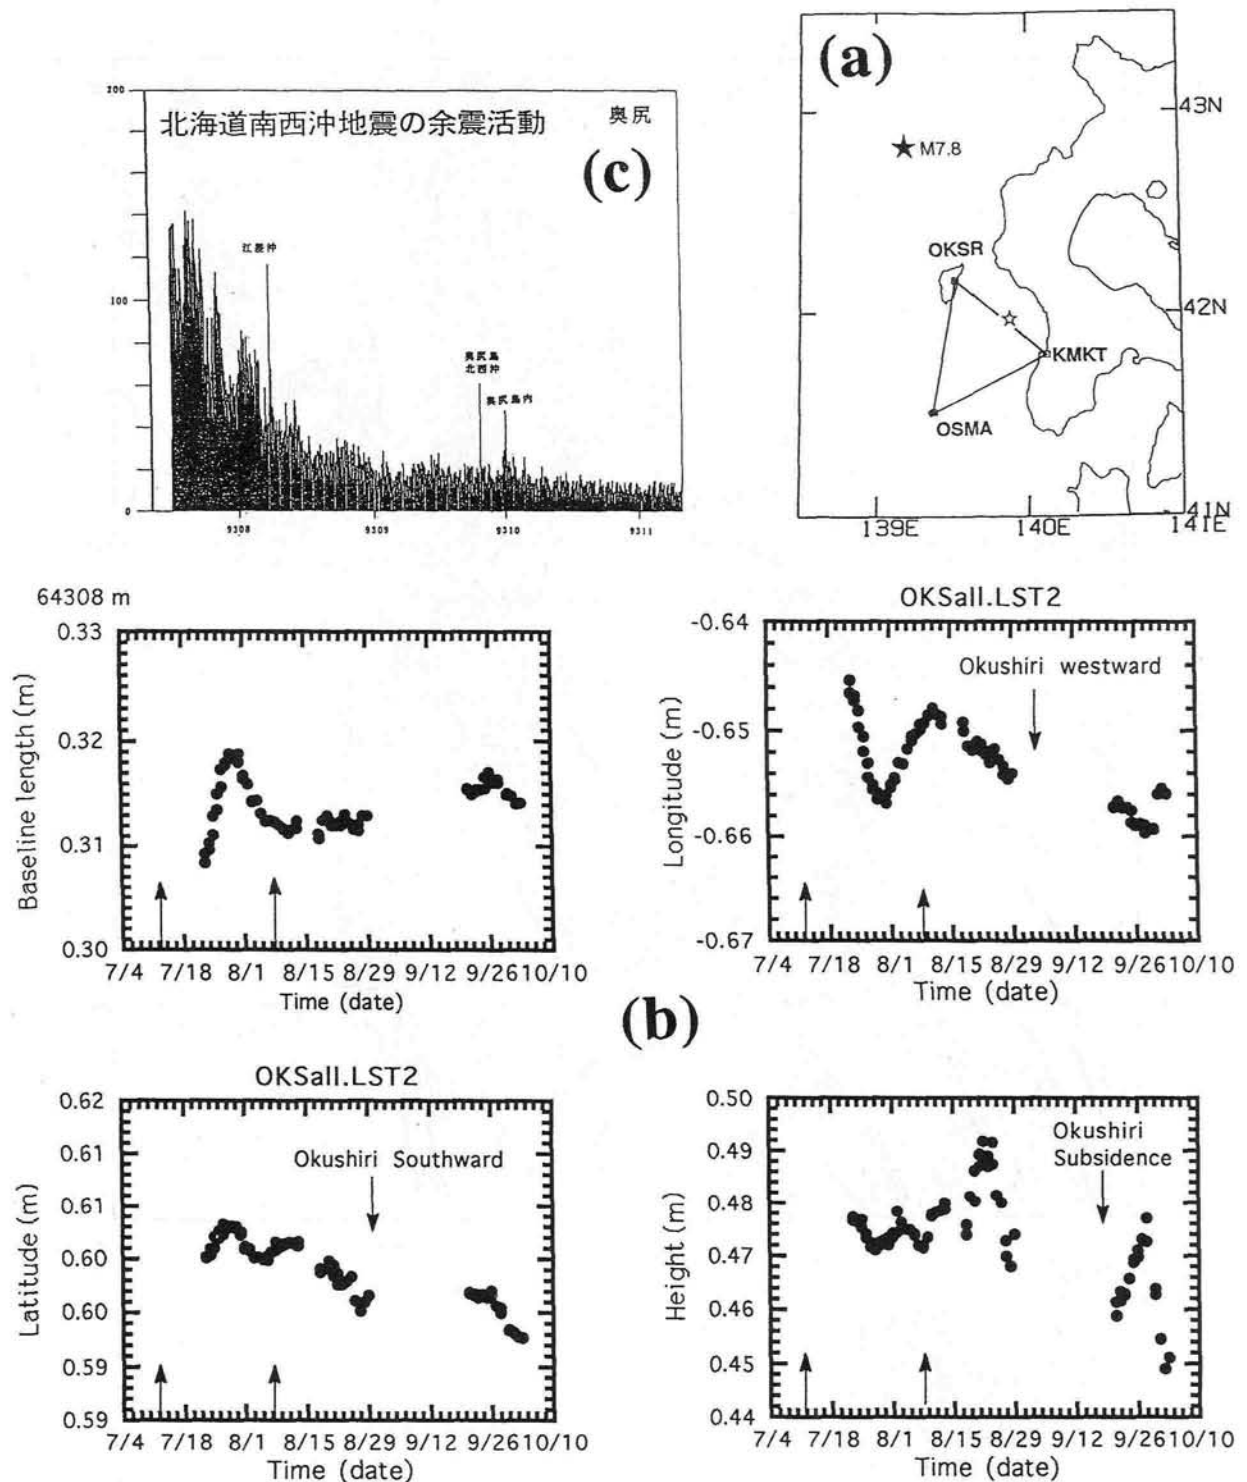 (a)
43N
M7.8
OKSR
42N
KMKT
OSMA
41N
139E
140E
141E
200
北海道南西沖地震の余震活動
奥尻
(c)
江差沖
100
奥尻島
北西沖
奥尻島内
0
9308
9309
9310
9311
64308 m
0.33
0.32
0.31
0.30
Baseline length (m)
7/4 7/18 8/1 8/15 8/29 9/12 9/26 10/10
Time (date)
OKSall.LST2
-0.64
Okushiri westward
-0.65
-0.66
-0.67
Longitude (m)
7/4 7/18 8/1 8/15 8/29 9/12 9/26 10/10
Time (date)
(b)
OKSall.LST2
0.62
0.61
Okushiri Southward
0.61
0.60
0.60
0.59
0.59
Latitude (m)
7/4 7/18 8/1 8/15 8/29 9/12 9/26 10/10
Time (date)
0.50
Okushiri
Subsidence
0.49
0.48
0.47
0.46
0.45
0.44
Height (m)
7/4 7/18 8/1 8/15 8/29 9/12 9/26 10/10
Time (date)